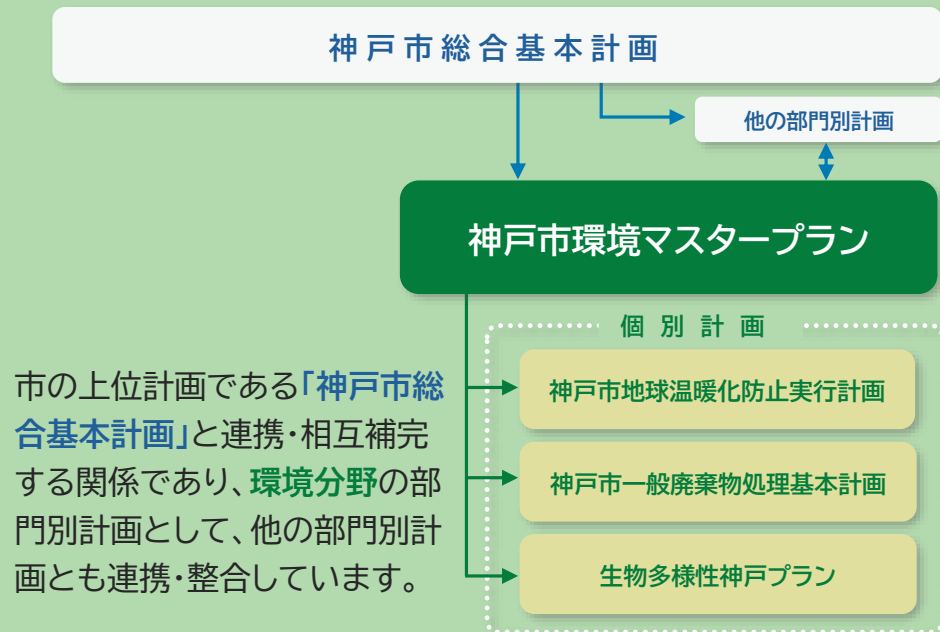 神戸市総合基本計画
他の部門別計画
神戸市環境マスタープラン
個別計画
神戸市地球温暖化防止実行計画
神戸市一般廃棄物処理基本計画
生物多様性神戸プラン
市の上位計画である「神戸市総
合基本計画」と連携・相互補完
する関係であり、環境分野の部
門別計画として、他の部門別計
画とも連携・整合しています。